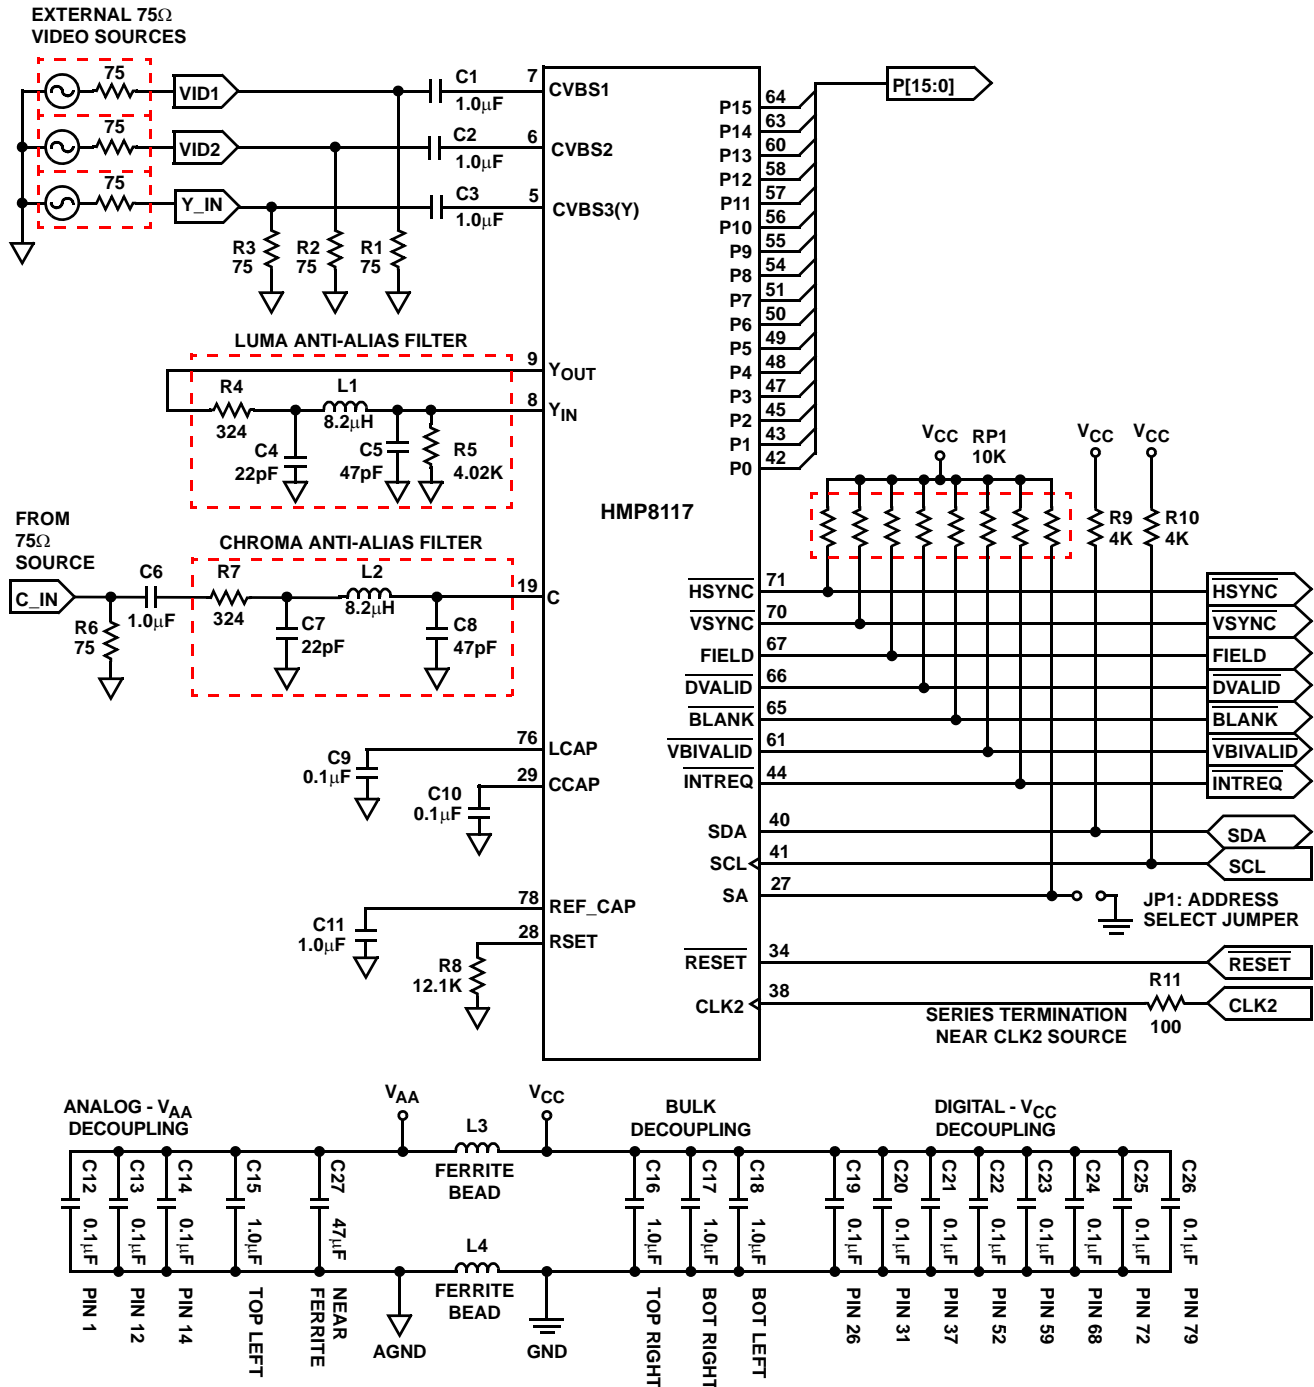 EXTERNAL 75Ω
VIDEO SOURCES
75
VID1
C1
1.0μF
7
CVBS1
75
VID2
C2
1.0μF
6
CVBS2
75
Y_IN
C3
1.0μF
5
CVBS3(Y)
R3
75
R2
75
R1
75
P15
64
P14
63
P13
60
P12
58
P11
57
P10
56
P9
55
P8
54
P7
51
P6
50
P5
49
P4
48
P3
47
P2
45
P1
43
P0
42
P[15:0]
LUMA ANTI-ALIAS FILTER
9
YOUT
R4
324
L1
8.2μH
8
YIN
C4
22pF
C5
47pF
R5
4.02K
HMP8117
FROM
75Ω
SOURCE
C_IN
R6
75
C6
1.0μF
CHROMA ANTI-ALIAS FILTER
R7
324
L2
8.2μH
19
C
C7
22pF
C8
47pF
VCC
RP1
10K
VCC
VCC
R9
4K
R10
4K
HSYNC
71
HSYNC
VSYNC
70
VSYNC
FIELD
67
FIELD
DVALID
66
DVALID
BLANK
65
BLANK
VBIVALID
61
VBIVALID
INTREQ
44
INTREQ
SDA
40
SDA
SCL
41
SCL
SA
27
JP1: ADDRESS
SELECT JUMPER
RESET
34
RESET
CLK2
38
R11
100
CLK2
SERIES TERMINATION
NEAR CLK2 SOURCE
76
LCAP
C9
0.1μF
29
CCAP
C10
0.1μF
78
REF_CAP
C11
1.0μF
28
RSET
R8
12.1K
ANALOG - VAA
DECOUPLING
VAA
L3
FERRITE
BEAD
VCC
BULK
DECOUPLING
DIGITAL - VCC
DECOUPLING
C12
0.1μF
PIN 1
C13
0.1μF
PIN 12
C14
0.1μF
PIN 14
C15
1.0μF
TOP LEFT
C27
47μF
NEAR
FERRITE
L4
FERRITE
BEAD
AGND
GND
C16
1.0μF
TOP RIGHT
C17
1.0μF
BOT RIGHT
C18
1.0μF
BOT LEFT
C19
0.1μF
PIN 26
C20
0.1μF
PIN 31
C21
0.1μF
PIN 37
C22
0.1μF
PIN 52
C23
0.1μF
PIN 59
C24
0.1μF
PIN 68
C25
0.1μF
PIN 72
C26
0.1μF
PIN 79